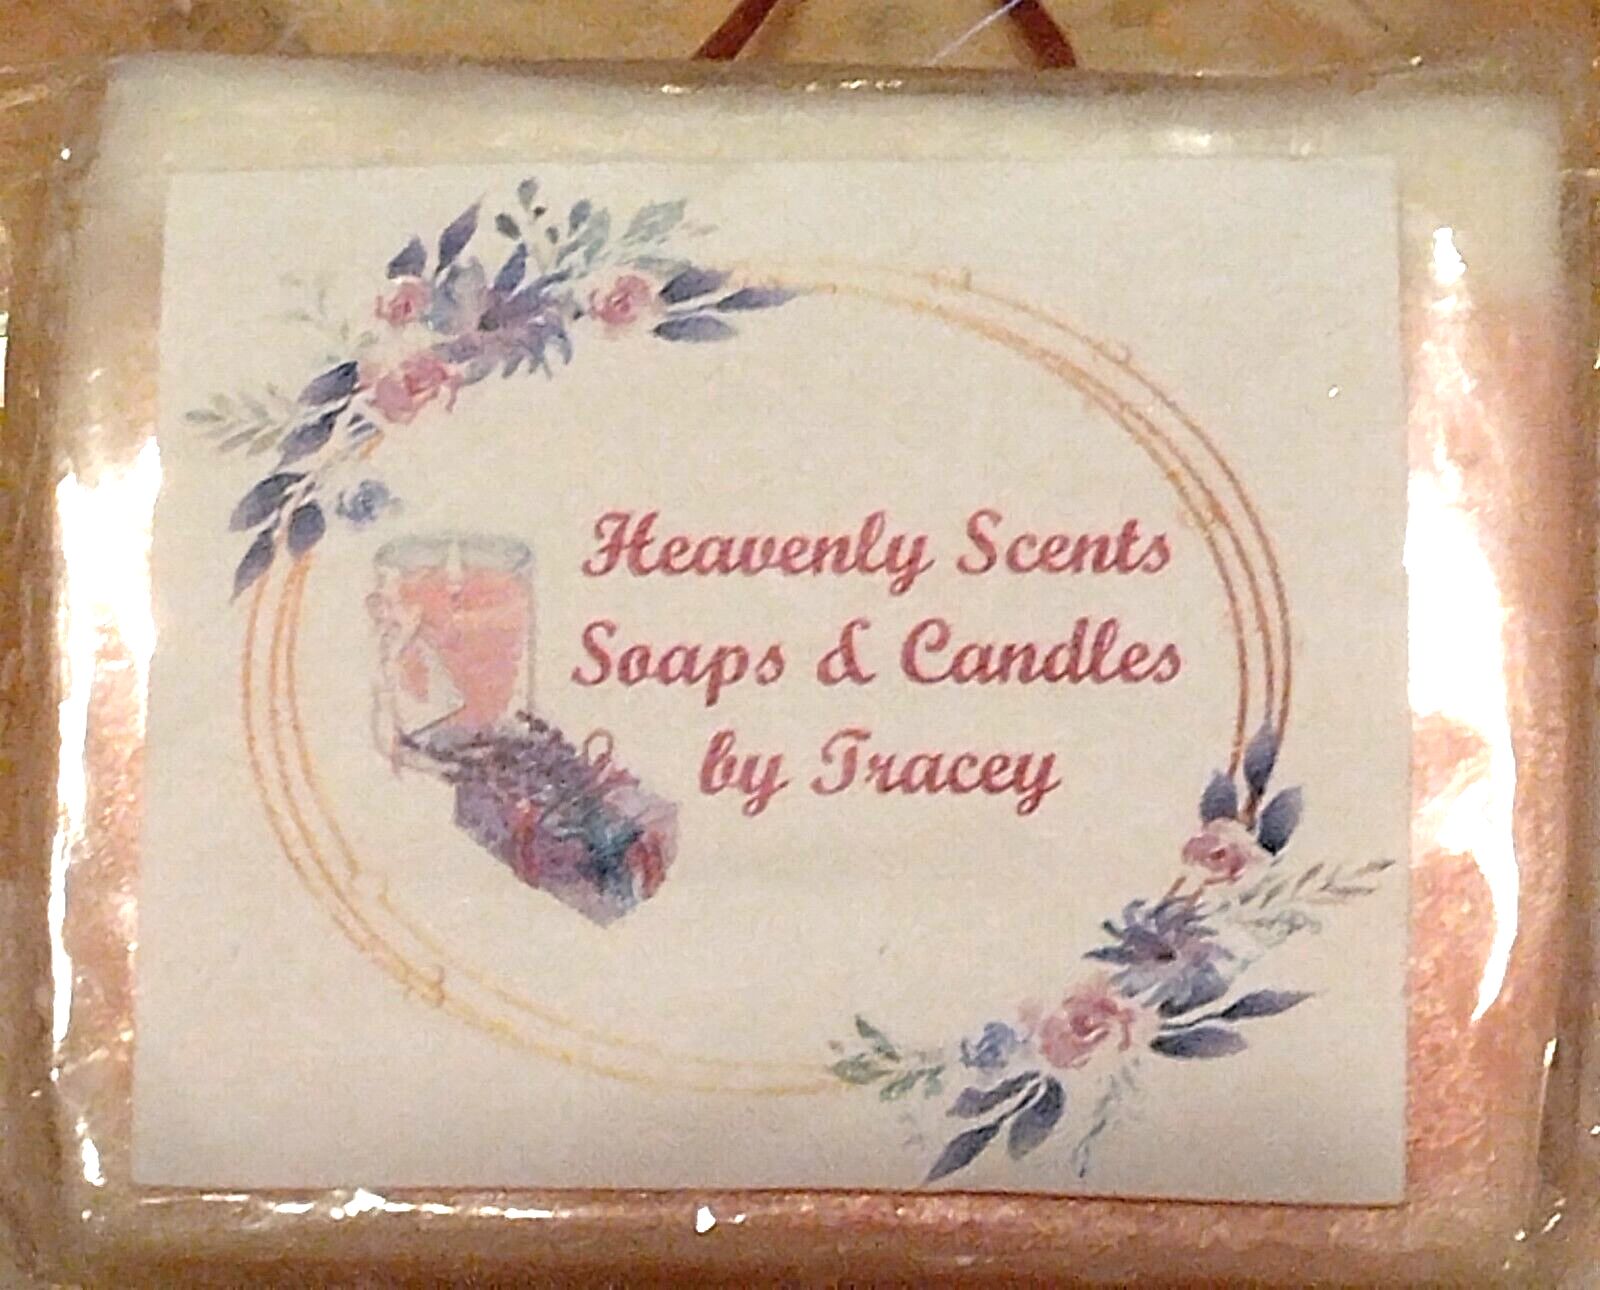 Heavenly Scents
Soaps & Candles
by Tracey